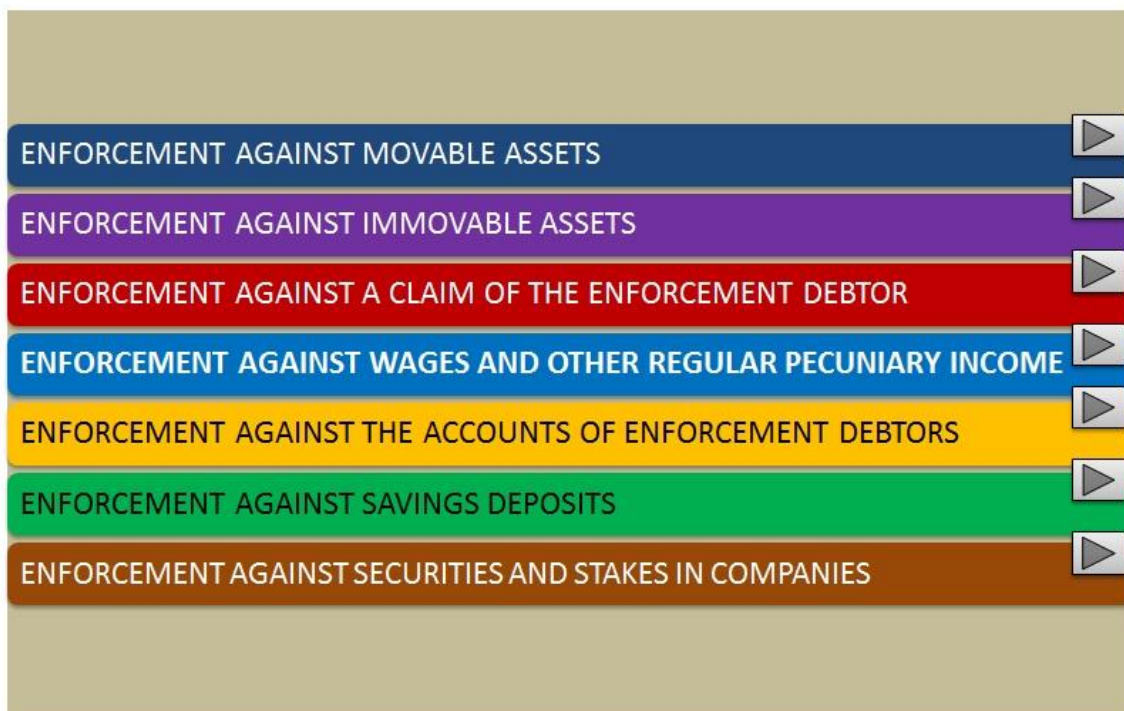 ENFORCEMENT AGAINST MOVABLE ASSETS
ENFORCEMENT AGAINST IMMOVABLE ASSETS
ENFORCEMENT AGAINST A CLAIM OF THE ENFORCEMENT DEBTOR
ENFORCEMENT AGAINST WAGES AND OTHER REGULAR PECUNIARY INCOME
ENFORCEMENT AGAINST THE ACCOUNTS OF ENFORCEMENT DEBTORS
ENFORCEMENT AGAINST SAVINGS DEPOSITS
ENFORCEMENT AGAINST SECURITIES AND STAKES IN COMPANIES